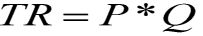 TR = P * Q